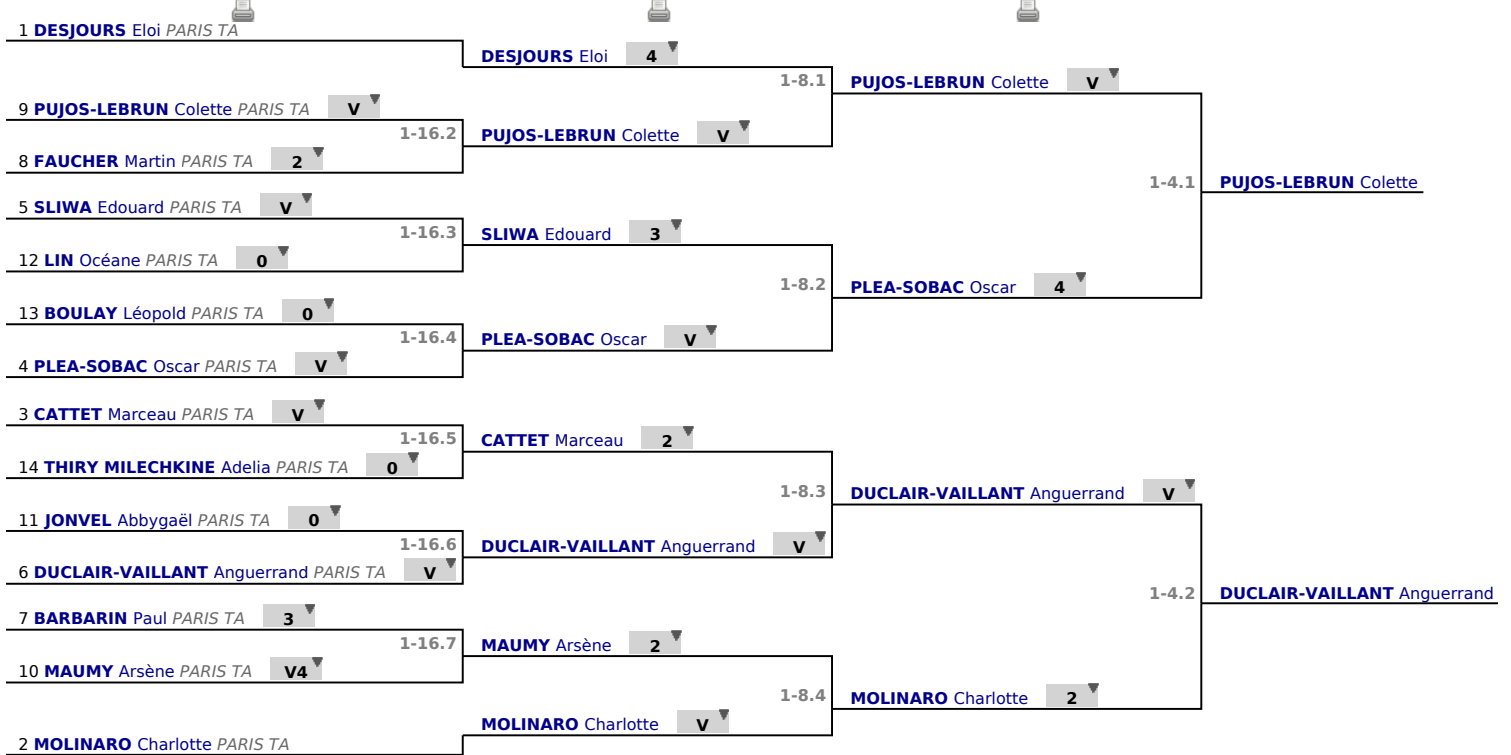 1 DESJOURS Eloi PARIS TA
9 PUJOS-LEBRUN Colette PARIS TA V
1-16.2
8 FAUCHER Martin PARIS TA 2
5 SLIWA Edouard PARIS TA V
1-16.3
12 LIN Océane PARIS TA 0
13 BOULAY Léopold PARIS TA 0
1-16.4
4 PLEA-SOBAC Oscar PARIS TA V
3 CATTET Marceau PARIS TA V
1-16.5
14 THIRY MILECHKINE Adelia PARIS TA 0
11 JONVEL Abbygaël PARIS TA 0
1-16.6
6 DUCLAIR-VAILLANT Anguerrand PARIS TA V
7 BARBARIN Paul PARIS TA 3
1-16.7
10 MAUMY Arsène PARIS TA V4
2 MOLINARO Charlotte PARIS TA
DESJOURS Eloi 4
1-8.1
PUJOS-LEBRUN Colette V
SLIWA Edouard 3
1-8.2
PLEA-SOBAC Oscar V
CATTET Marceau 2
1-8.3
DUCLAIR-VAILLANT Anguerrand V
MAUMY Arsène 2
1-8.4
MOLINARO Charlotte V
PUJOS-LEBRUN Colette V
1-4.1
PLEA-SOBAC Oscar 4
DUCLAIR-VAILLANT Anguerrand V
1-4.2
MOLINARO Charlotte 2
PUJOS-LEBRUN Colette
DUCLAIR-VAILLANT Anguerrand